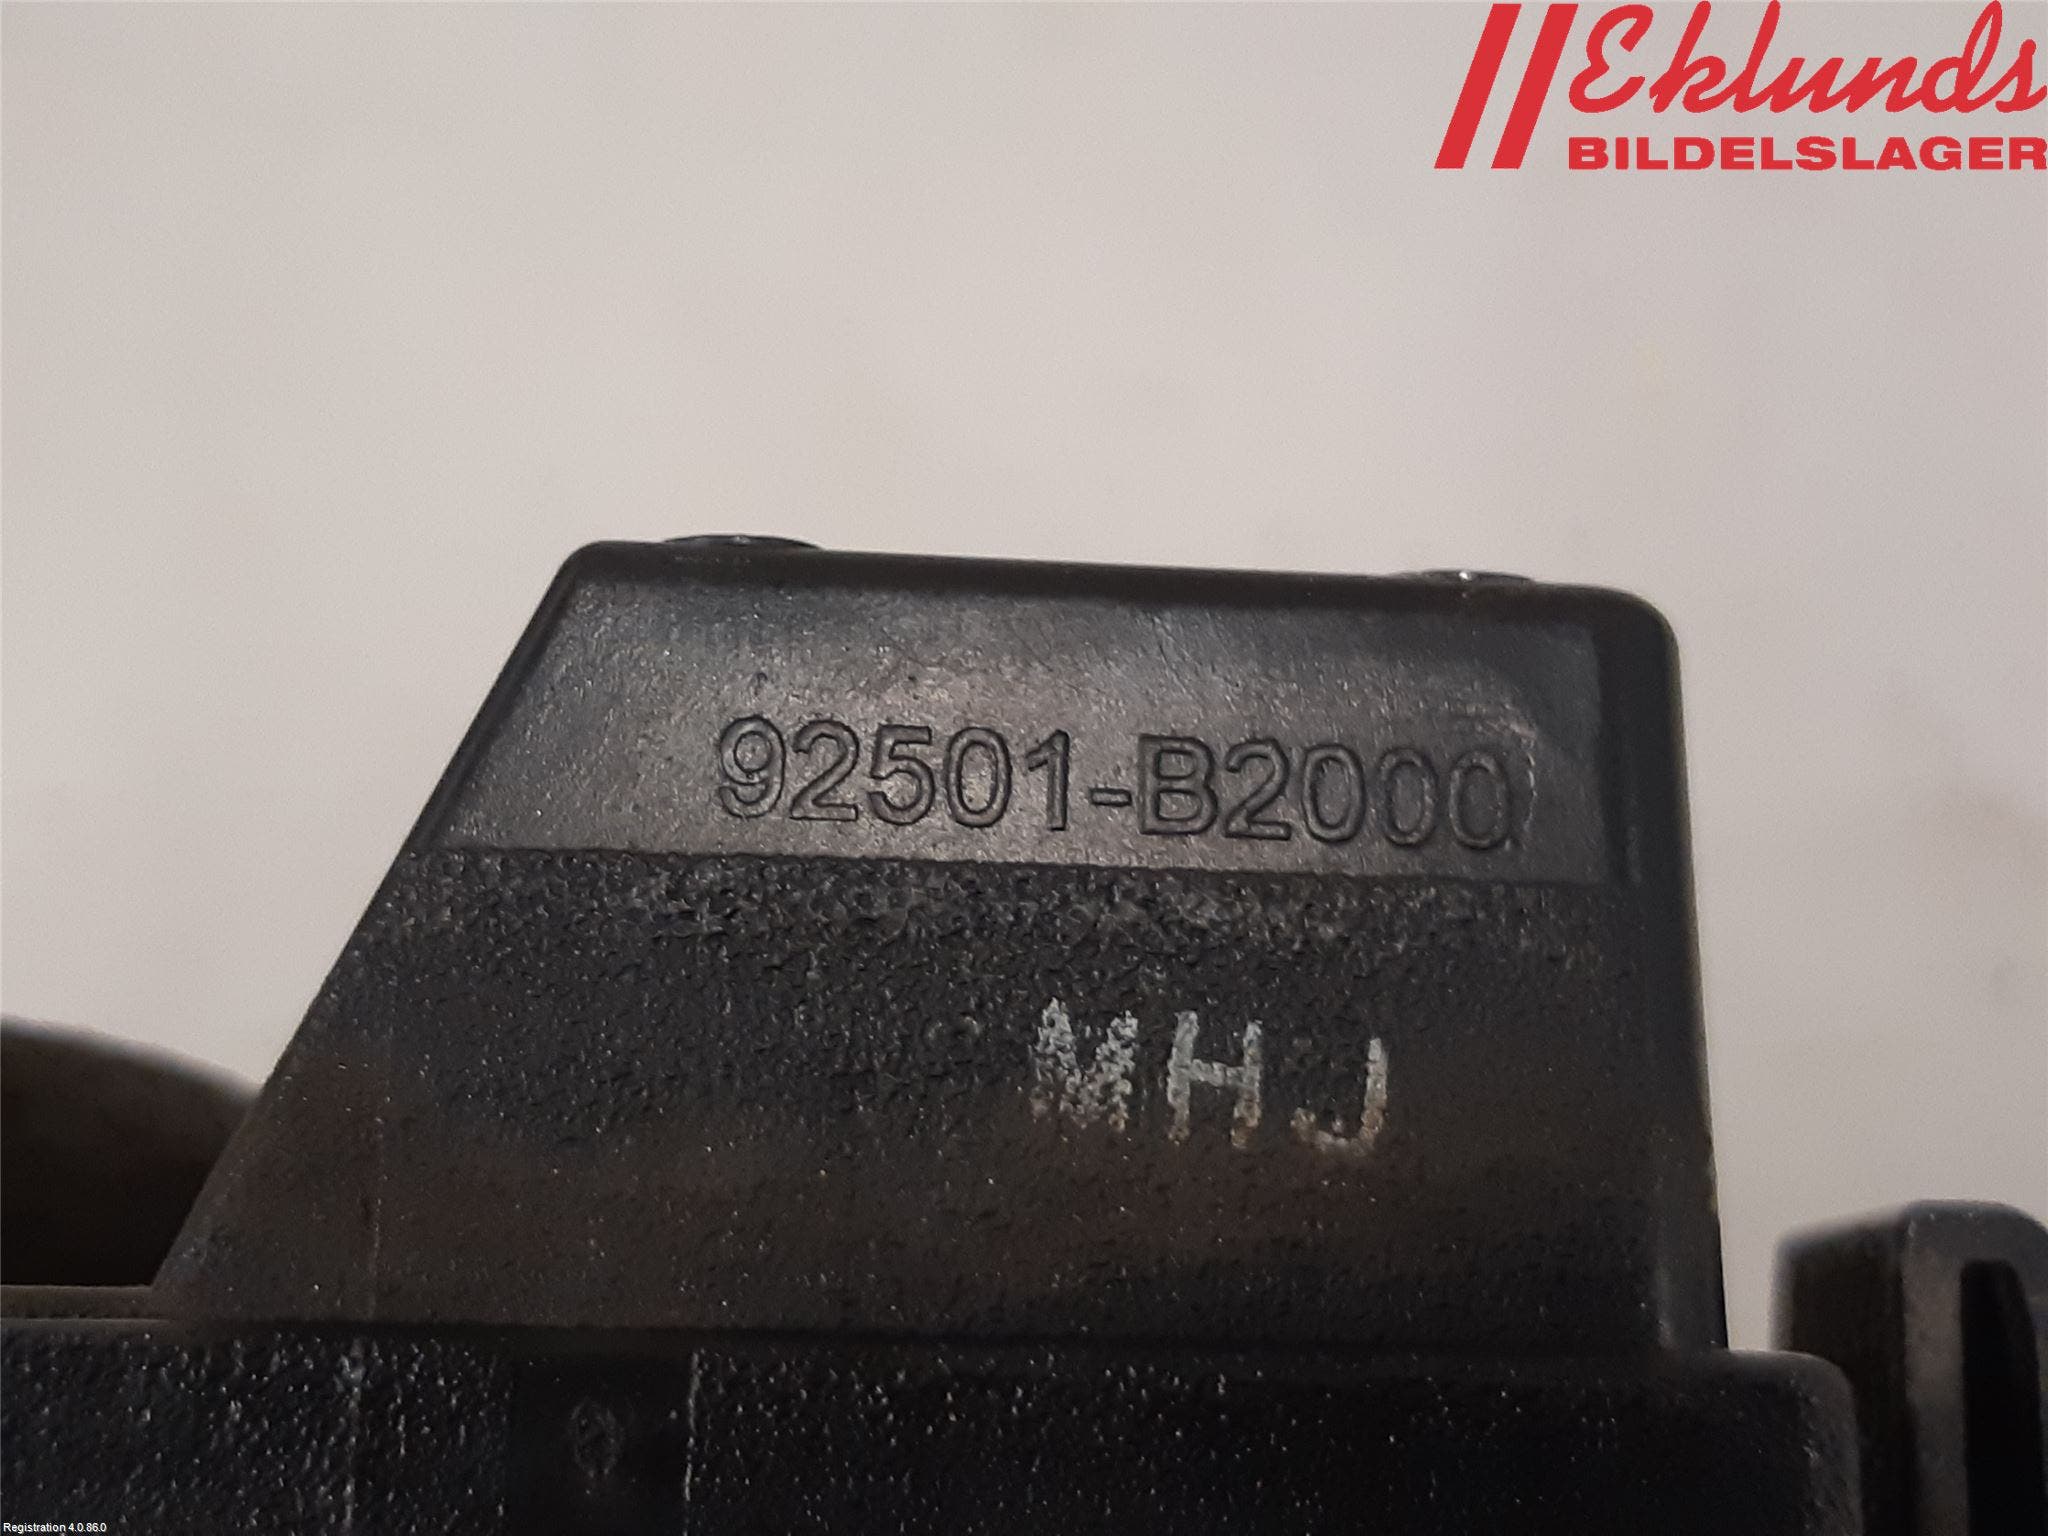 Eklunds
BILDELSLAGER
92501-B2000
MHJ
Registration 4.0.86.0